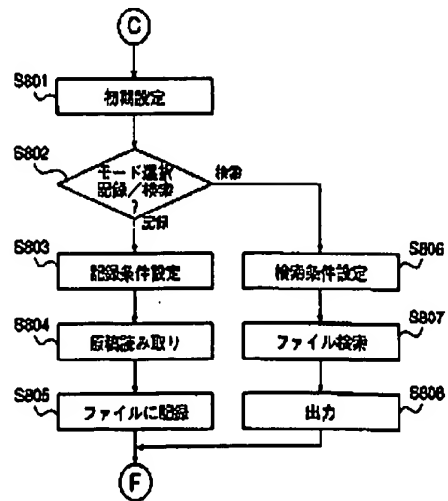 C
S801
初期設定
S802
モード選択
記録/検索
?
検索
記録
S803
記録条件設定
S806
検索条件設定
S804
原稿読み取り
S807
ファイル検索
S805
ファイルに記録
S808
出力
F